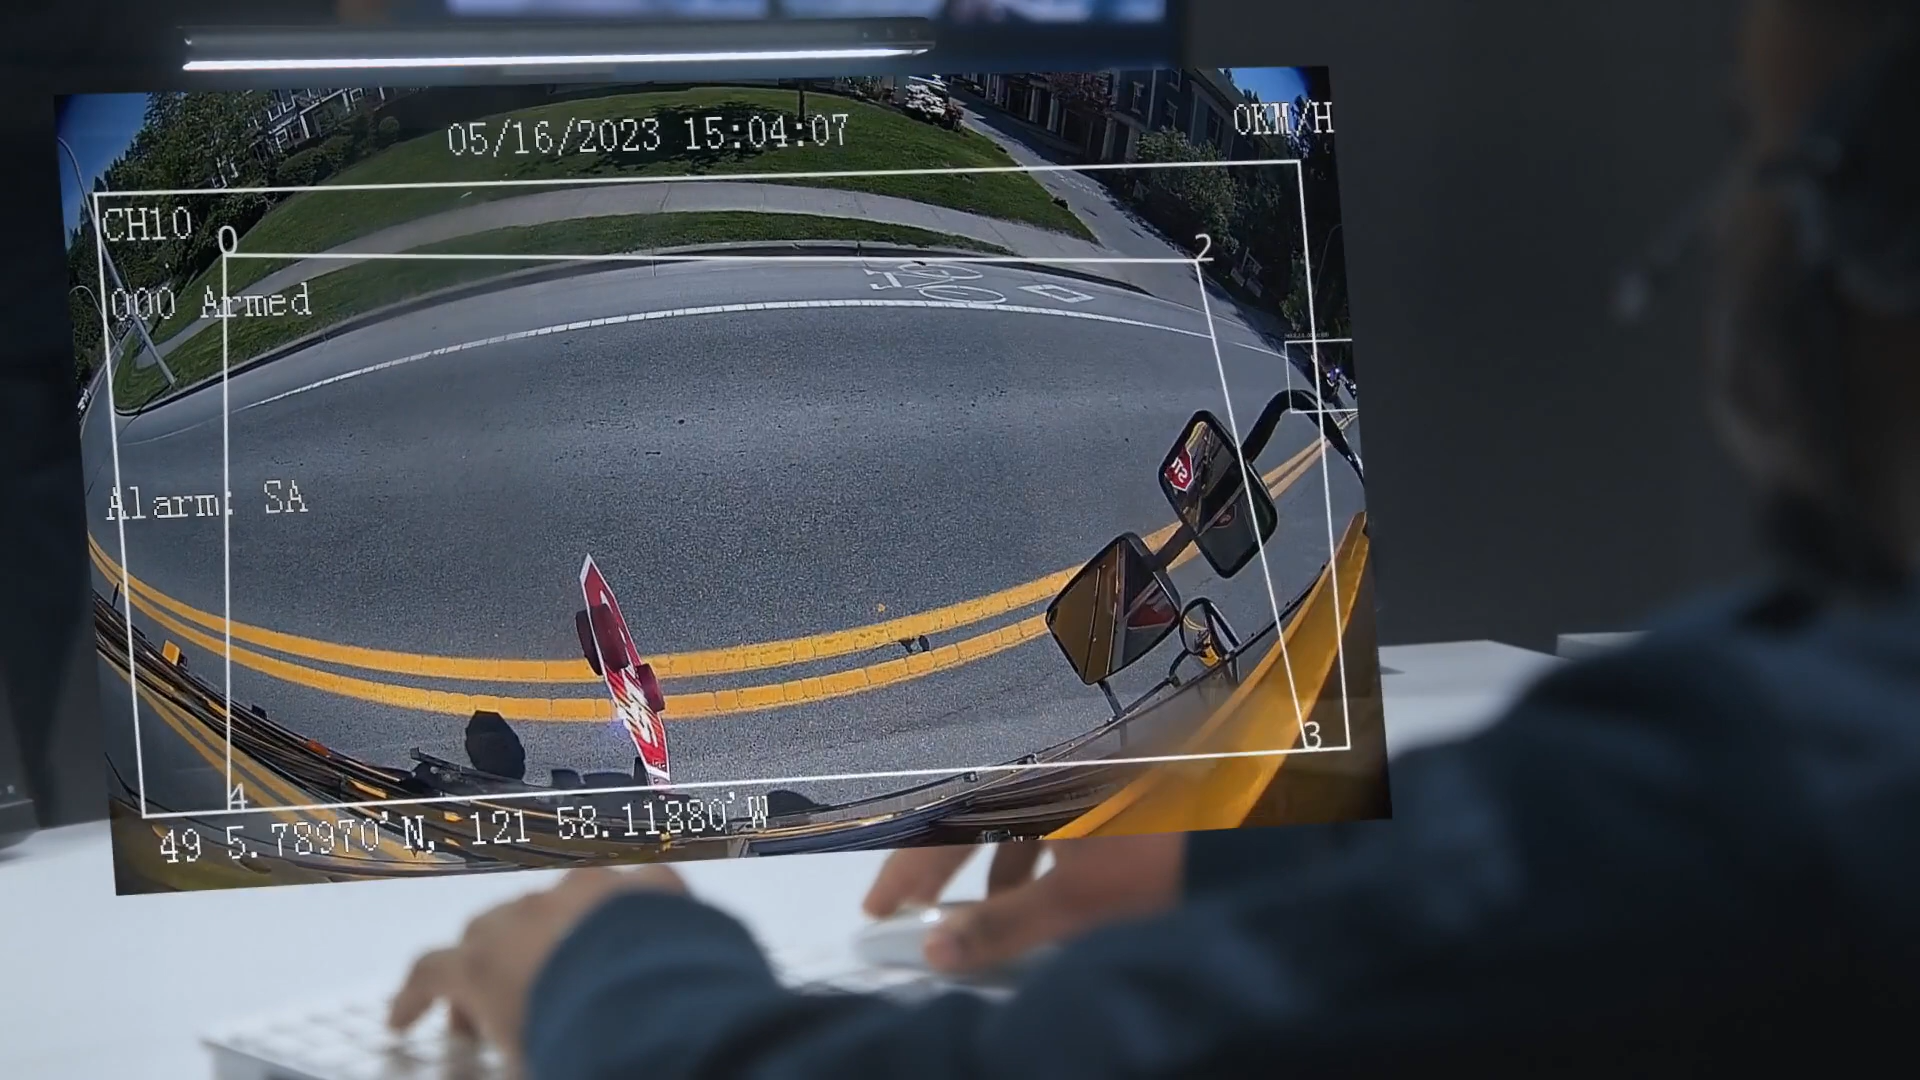 05/16/2023 15:04:07
0KM/H
CH10
0
2
000 Armed
Alarm: SA
3
4
49 5.78970'N, 121 58.11880'W